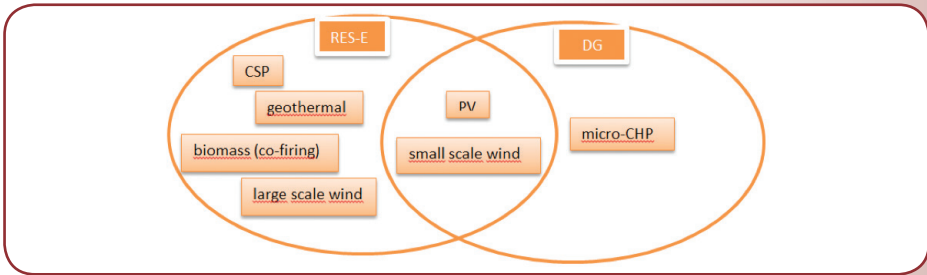 RES-E
DG
CSP
geothermal
biomass (co-firing)
large scale wind
PV
small scale wind
micro-CHP